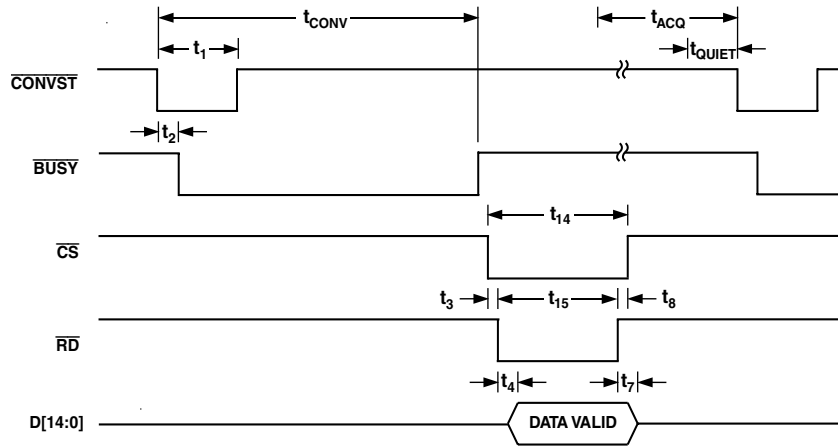 tCONV
tACQ
t1
tQUIET
CONVST
t2
BUSY
t14
CS
t3
t15
t8
RD
t4
t7
D[14:0]
DATA VALID